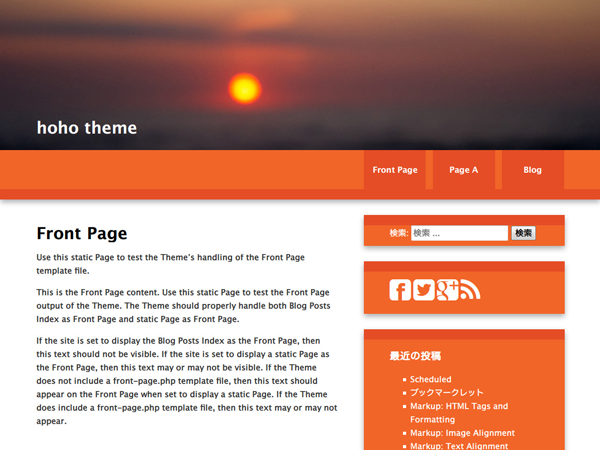 hoho theme
Front Page
Page A
Blog
Front Page
Use this static Page to test the Theme's handling of the Front Page
template file.
This is the Front Page content. Use this static Page to test the Front Page
output of the Theme. The Theme should properly handle both Blog Posts
Index as Front Page and static Page as Front Page.
If the site is set to display the Blog Posts Index as the Front Page, then
this text should not be visible. If the site is set to display a static Page as
the Front Page, then this text may or may not be visible. If the Theme
does not include a front-page.php template file, then this text should
appear on the Front Page when set to display a static Page. If the Theme
does include a front-page.php template file, then this text may or may not
appear.
検索: 検索 ... 検索
最近の投稿
Scheduled
ブックマークレット
Markup: HTML Tags and
Formatting
Markup: Image Alignment
Markup: Text Alignment